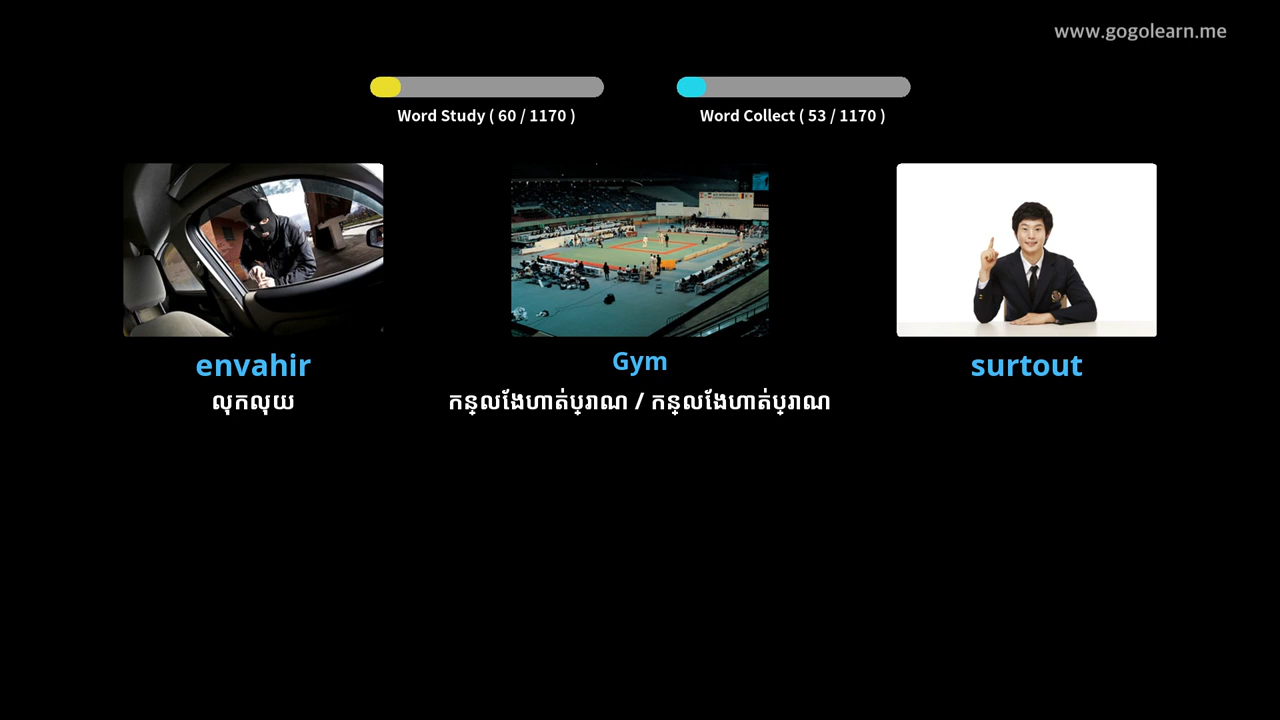 www.gogolearn.me
Word Study ( 60 / 1170 )
Word Collect ( 53 / 1170 )
envahir
Gym
surtout
លុកលុយ
កន្លែងហាត់ប្រាណ / កន្លែងហាត់ប្រាណ